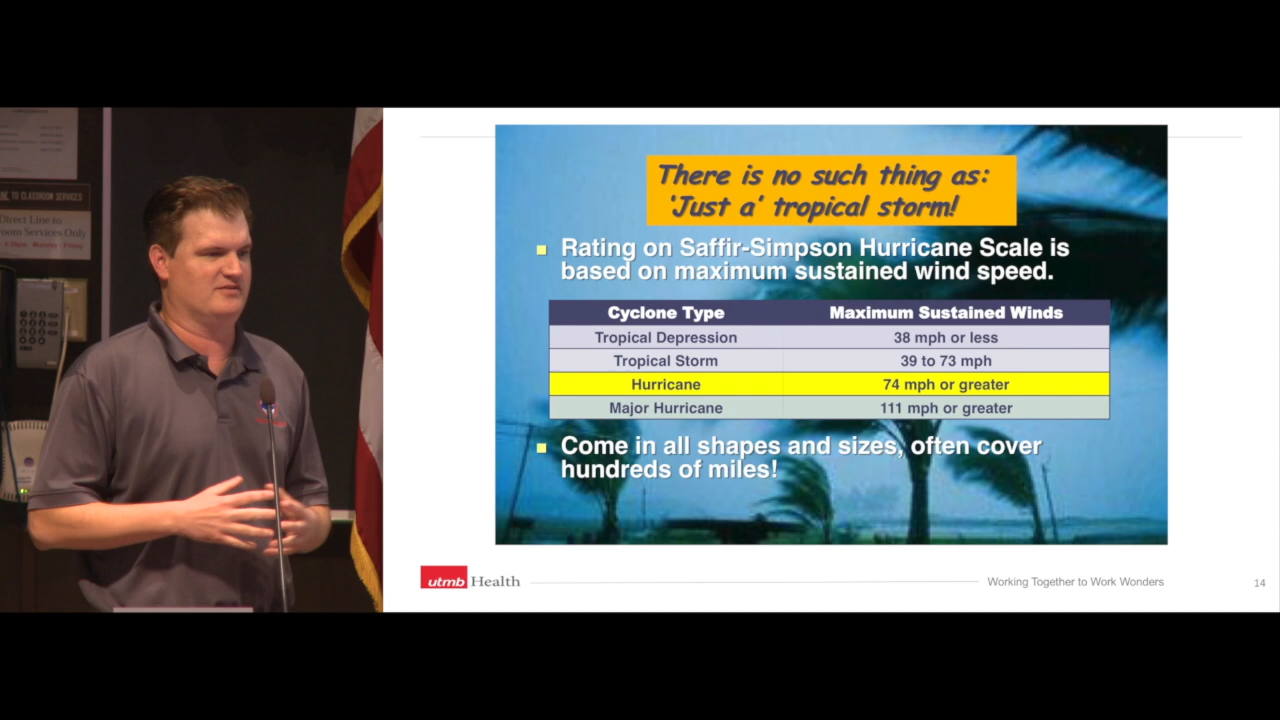 TO CLASSROOM SERVICES
Direct Line to
room Services Only
There is no such thing as:
‘Just a’ tropical storm!
Rating on Saffir-Simpson Hurricane Scale is
based on maximum sustained wind speed.
Cyclone Type Maximum Sustained Winds
Tropical Depression 38 mph or less
Tropical Storm 39 to 73 mph
Hurricane 74 mph or greater
Major Hurricane 111 mph or greater
Come in all shapes and sizes, often cover
hundreds of miles!
utmb Health
Working Together to Work Wonders
14